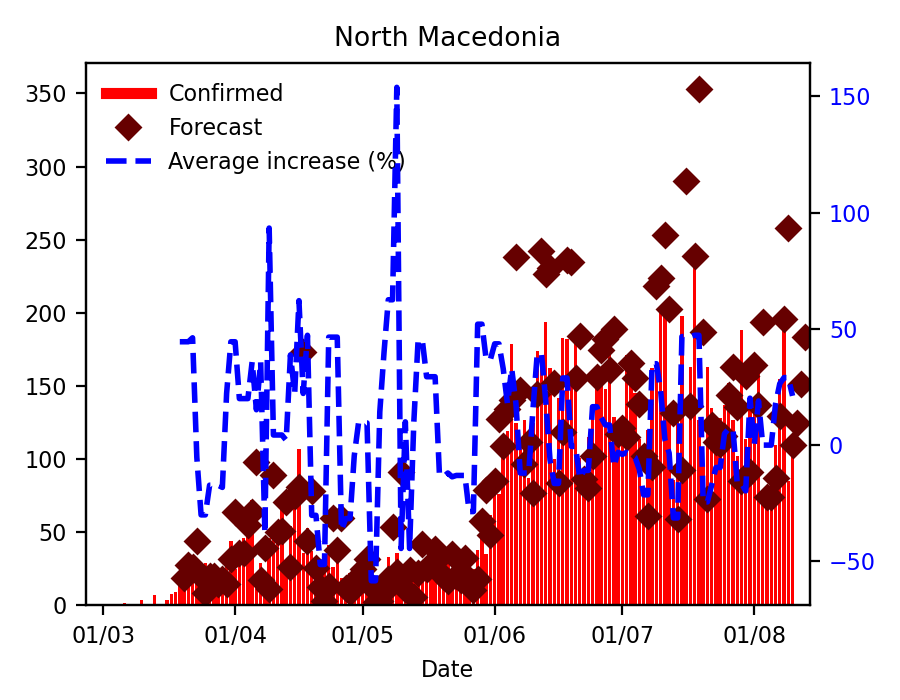 North Macedonia
Confirmed
Forecast
Average increase (%)
350
300
250
200
150
100
50
0
150
100
50
0
−50
01/03 01/04 01/05 01/06 01/07 01/08
Date